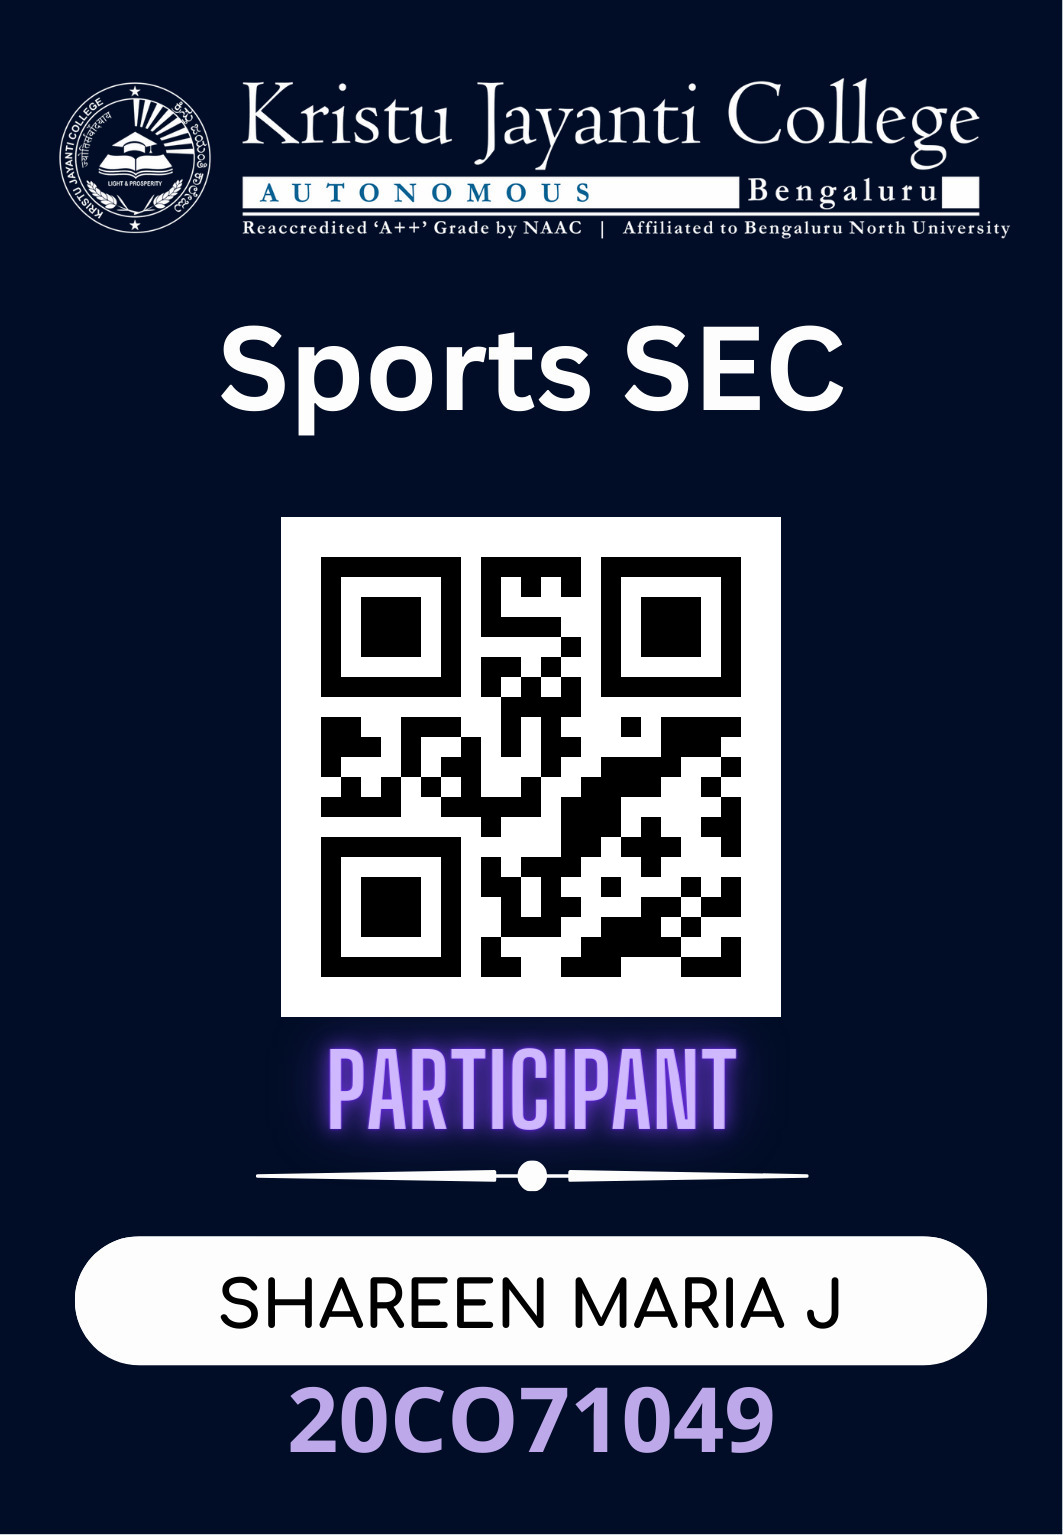 KRISTU JAYANTI COLLEGE
LIGHT & PROSPERITY
Kristu Jayanti College
AUTONOMOUS Bengaluru
Reaccredited ‘A++’ Grade by NAAC | Affiliated to Bengaluru North University
Sports SEC
PARTICIPANT
SHAREEN MARIA J
20CO71049